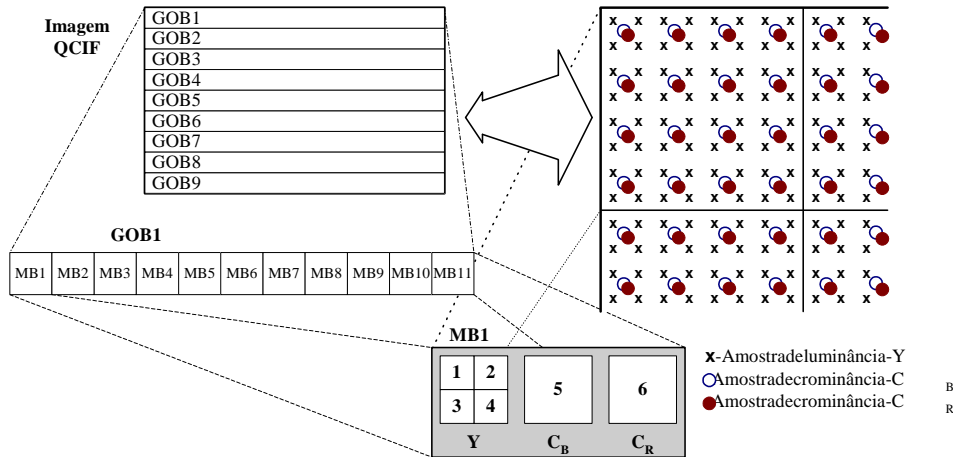 Imagem
QCIF
GOB1
GOB2
GOB3
GOB4
GOB5
GOB6
GOB7
GOB8
GOB9
GOB1
MB1 MB2 MB3 MB4 MB5 MB6 MB7 MB8 MB9 MB10 MB11
MB1
1 2
3 4
5
6
Y CB CR
x-Amostradeluminância-Y
Amostradecrominância-C B
Amostradecrominância-C R